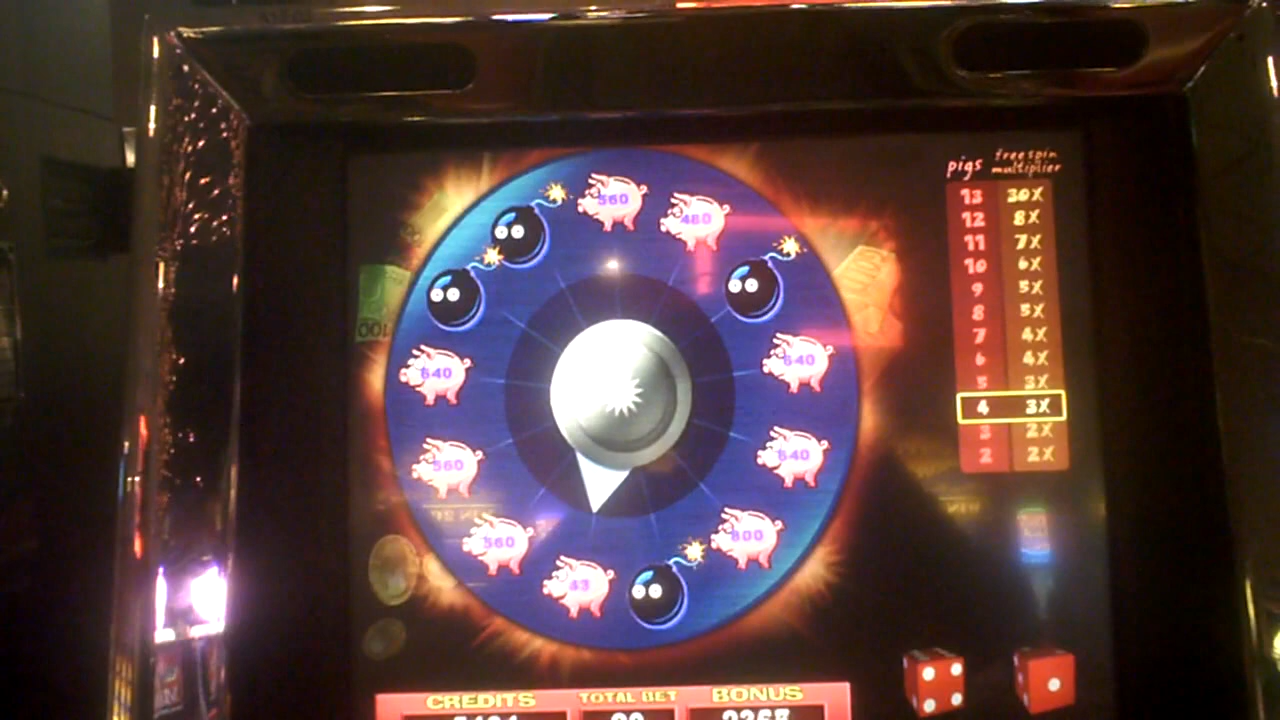 pigs free spin multiplier
13 30X
12 8X
11 7X
10 6X
9 5X
8 5X
7 4X
6 4X
5 3X
4 3X
3 2X
2 2X
560
480
640
640
640
560
560
800
43
100
CREDITS TOTAL BET BONUS